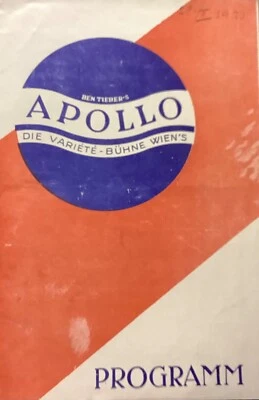 BEN TIEBER'S
APOLLO
DIE VARIETÉ-BÜHNE WIEN'S
PROGRAMM